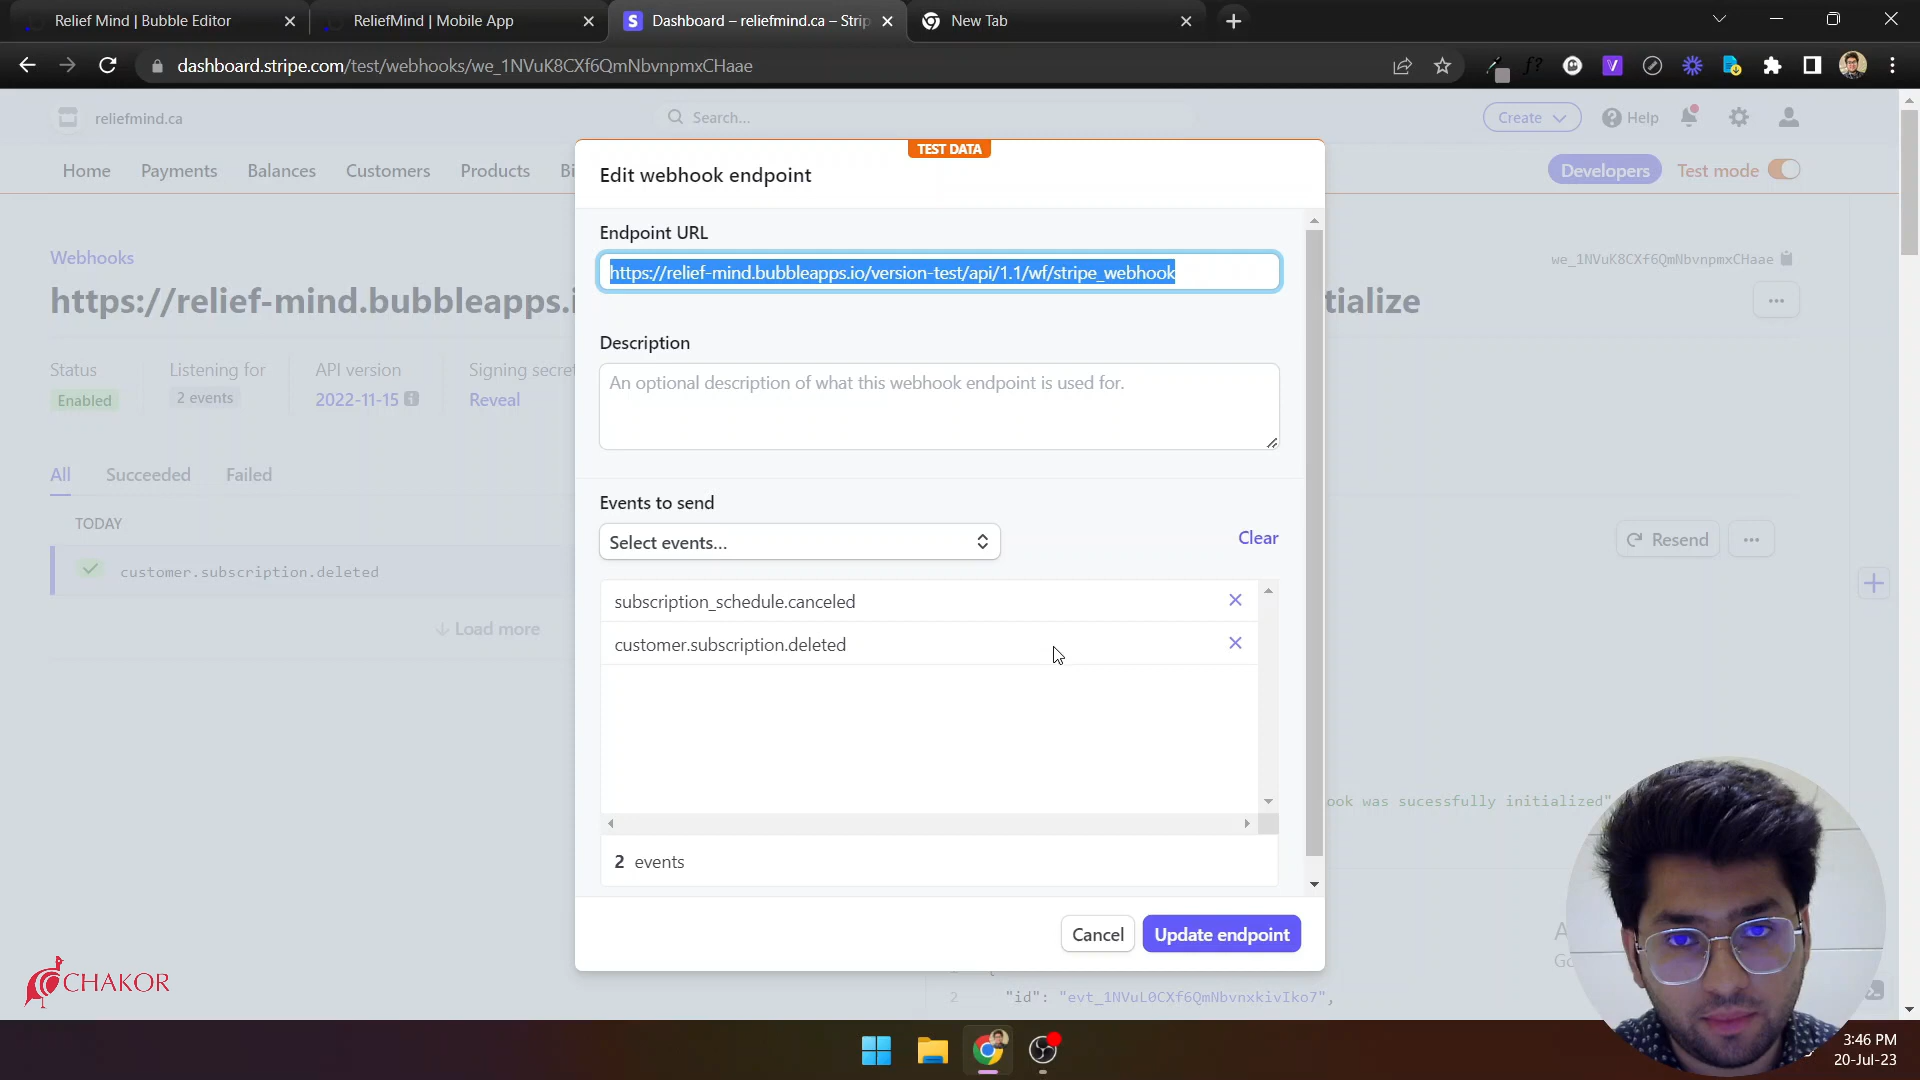 Relief Mind | Bubble Editor
ReliefMind | Mobile App
Dashboard – reliefmind.ca – Strip
New Tab
dashboard.stripe.com/test/webhooks/we_1NVuK8CXf6QmNbvnpmxCHaae
reliefmind.ca
Search...
Create
Help
TEST DATA
Home
Payments
Balances
Customers
Products
Bi
Developers
Test mode
Edit webhook endpoint
Webhooks
we_1NVuK8CXf6QmNbvnpmxCHaae
https://relief-mind.bubbleapps.i
tialize
Status
Listening for
API version
Signing secret
Enabled
2 events
2022-11-15
Reveal
Endpoint URL
https://relief-mind.bubbleapps.io/version-test/api/1.1/wf/stripe_webhook
Description
An optional description of what this webhook endpoint is used for.
All
Succeeded
Failed
TODAY
customer.subscription.deleted
Load more
Resend
Events to send
Select events...
Clear
subscription_schedule.canceled
customer.subscription.deleted
2 events
ook was sucessfully initialized"
Cancel
Update endpoint
2 "id": "evt_1NVuL0CXf6QmNbvnxkivIko7",
CHAKOR
3:46 PM
20-Jul-23